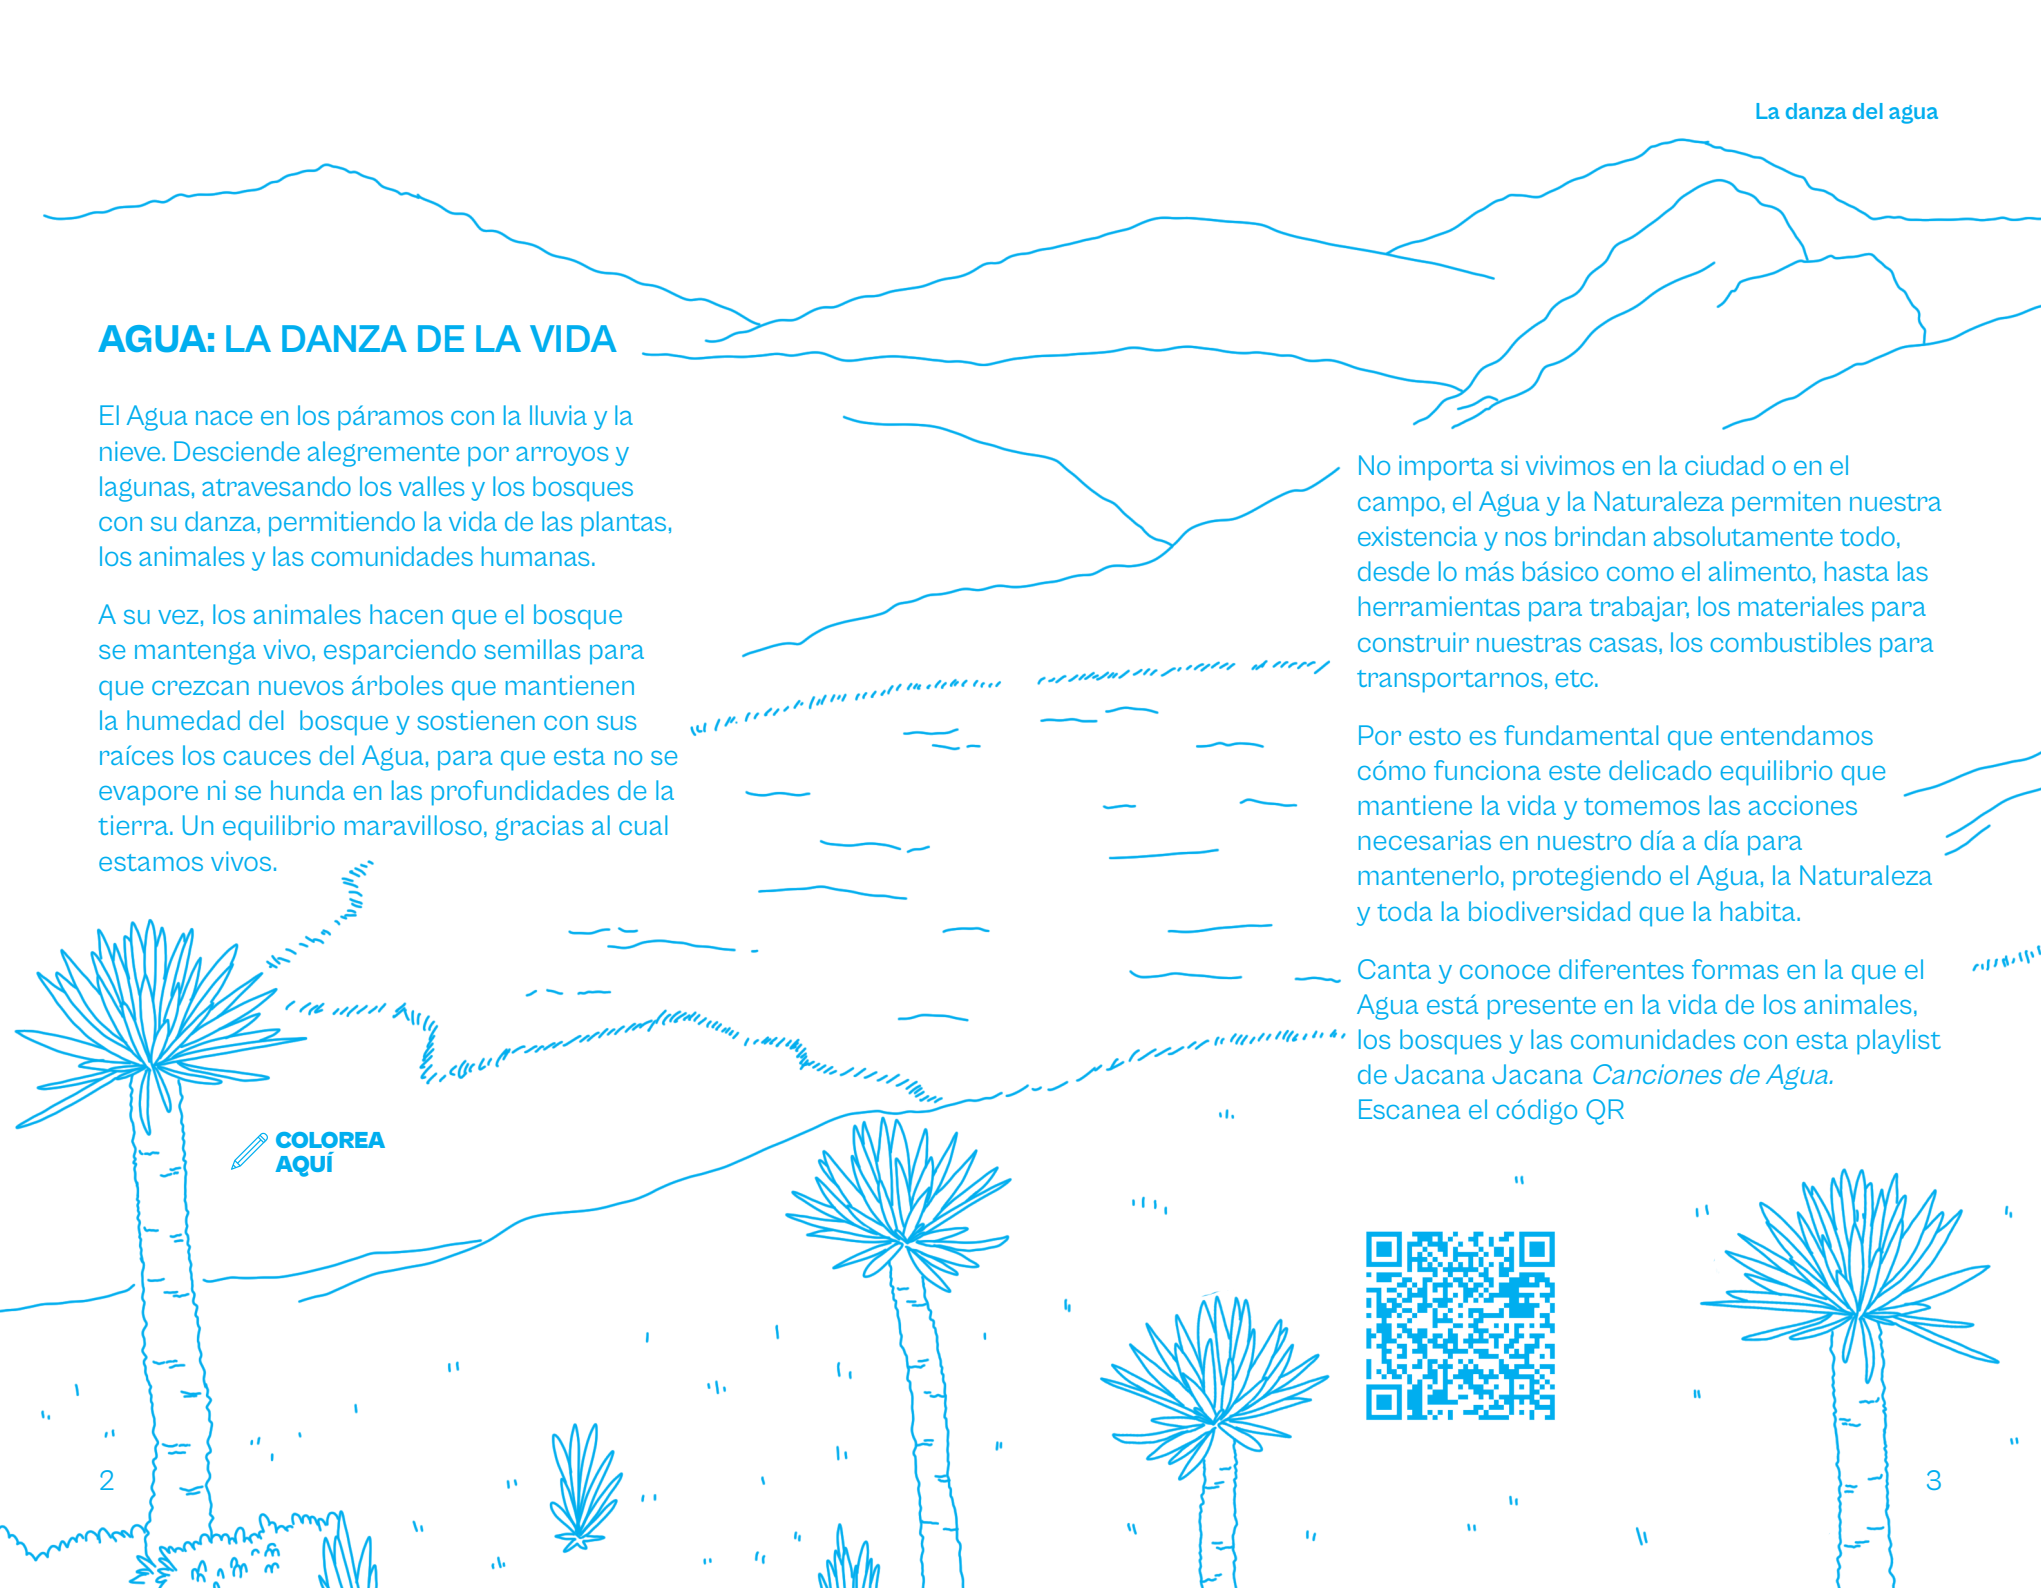 La danza del agua
AGUA: LA DANZA DE LA VIDA
El Agua nace en los páramos con la lluvia y la
nieve. Desciende alegremente por arroyos y
lagunas, atravesando los valles y los bosques
con su danza, permitiendo la vida de las plantas,
los animales y las comunidades humanas.
A su vez, los animales hacen que el bosque
se mantenga vivo, esparciendo semillas para
que crezcan nuevos árboles que mantienen
la humedad del  bosque y sostienen con sus
raíces los cauces del Agua, para que esta no se
evapore ni se hunda en las profundidades de la
tierra. Un equilibrio maravilloso, gracias al cual
estamos vivos.
COLOREA
AQUÍ
2
No importa si vivimos en la ciudad o en el
campo, el Agua y la Naturaleza permiten nuestra
existencia y nos brindan absolutamente todo,
desde lo más básico como el alimento, hasta las
herramientas para trabajar, los materiales para
construir nuestras casas, los combustibles para
transportarnos, etc.
Por esto es fundamental que entendamos
cómo funciona este delicado equilibrio que
mantiene la vida y tomemos las acciones
necesarias en nuestro día a día para
mantenerlo, protegiendo el Agua, la Naturaleza
y toda la biodiversidad que la habita.
Canta y conoce diferentes formas en la que el
Agua está presente en la vida de los animales,
los bosques y las comunidades con esta playlist
de Jacana Jacana Canciones de Agua.
Escanea el código QR
3